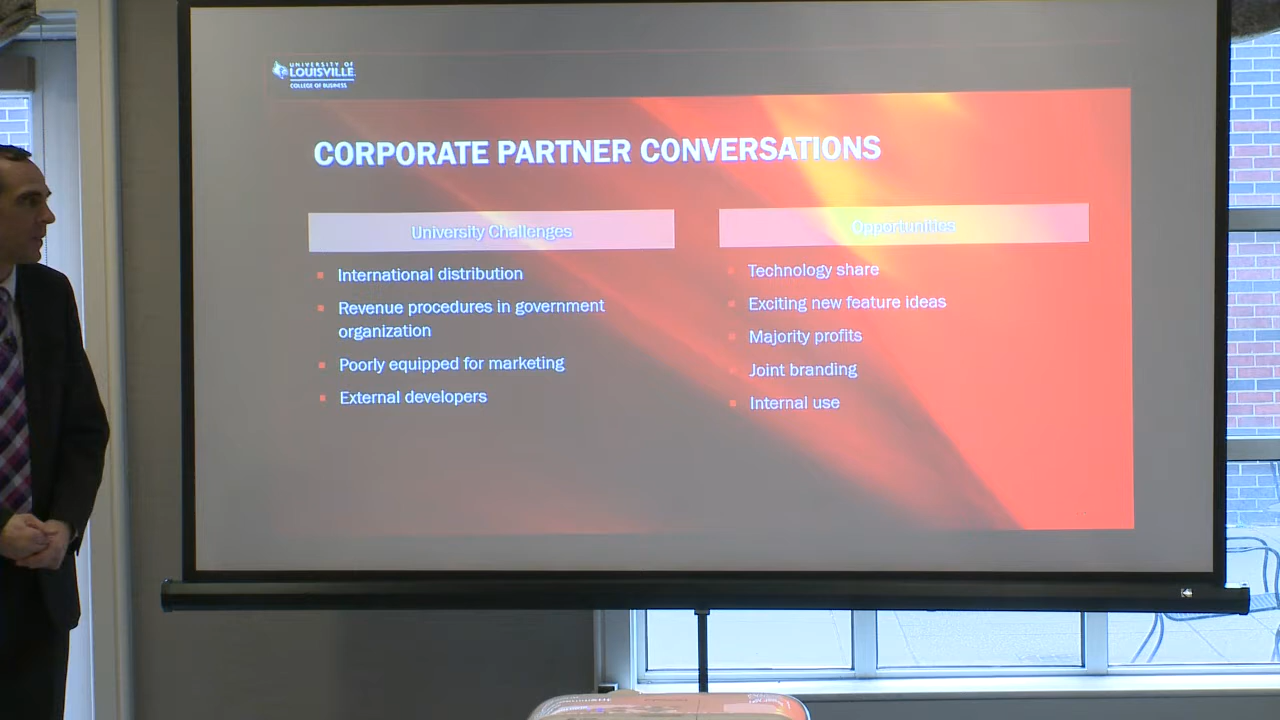 UNIVERSITY OF
LOUISVILLE
COLLEGE OF BUSINESS
CORPORATE PARTNER CONVERSATIONS
University Challenges
International distribution
Revenue procedures in government
organization
Poorly equipped for marketing
External developers
Opportunities
Technology share
Exciting new feature ideas
Majority profits
Joint branding
Internal use